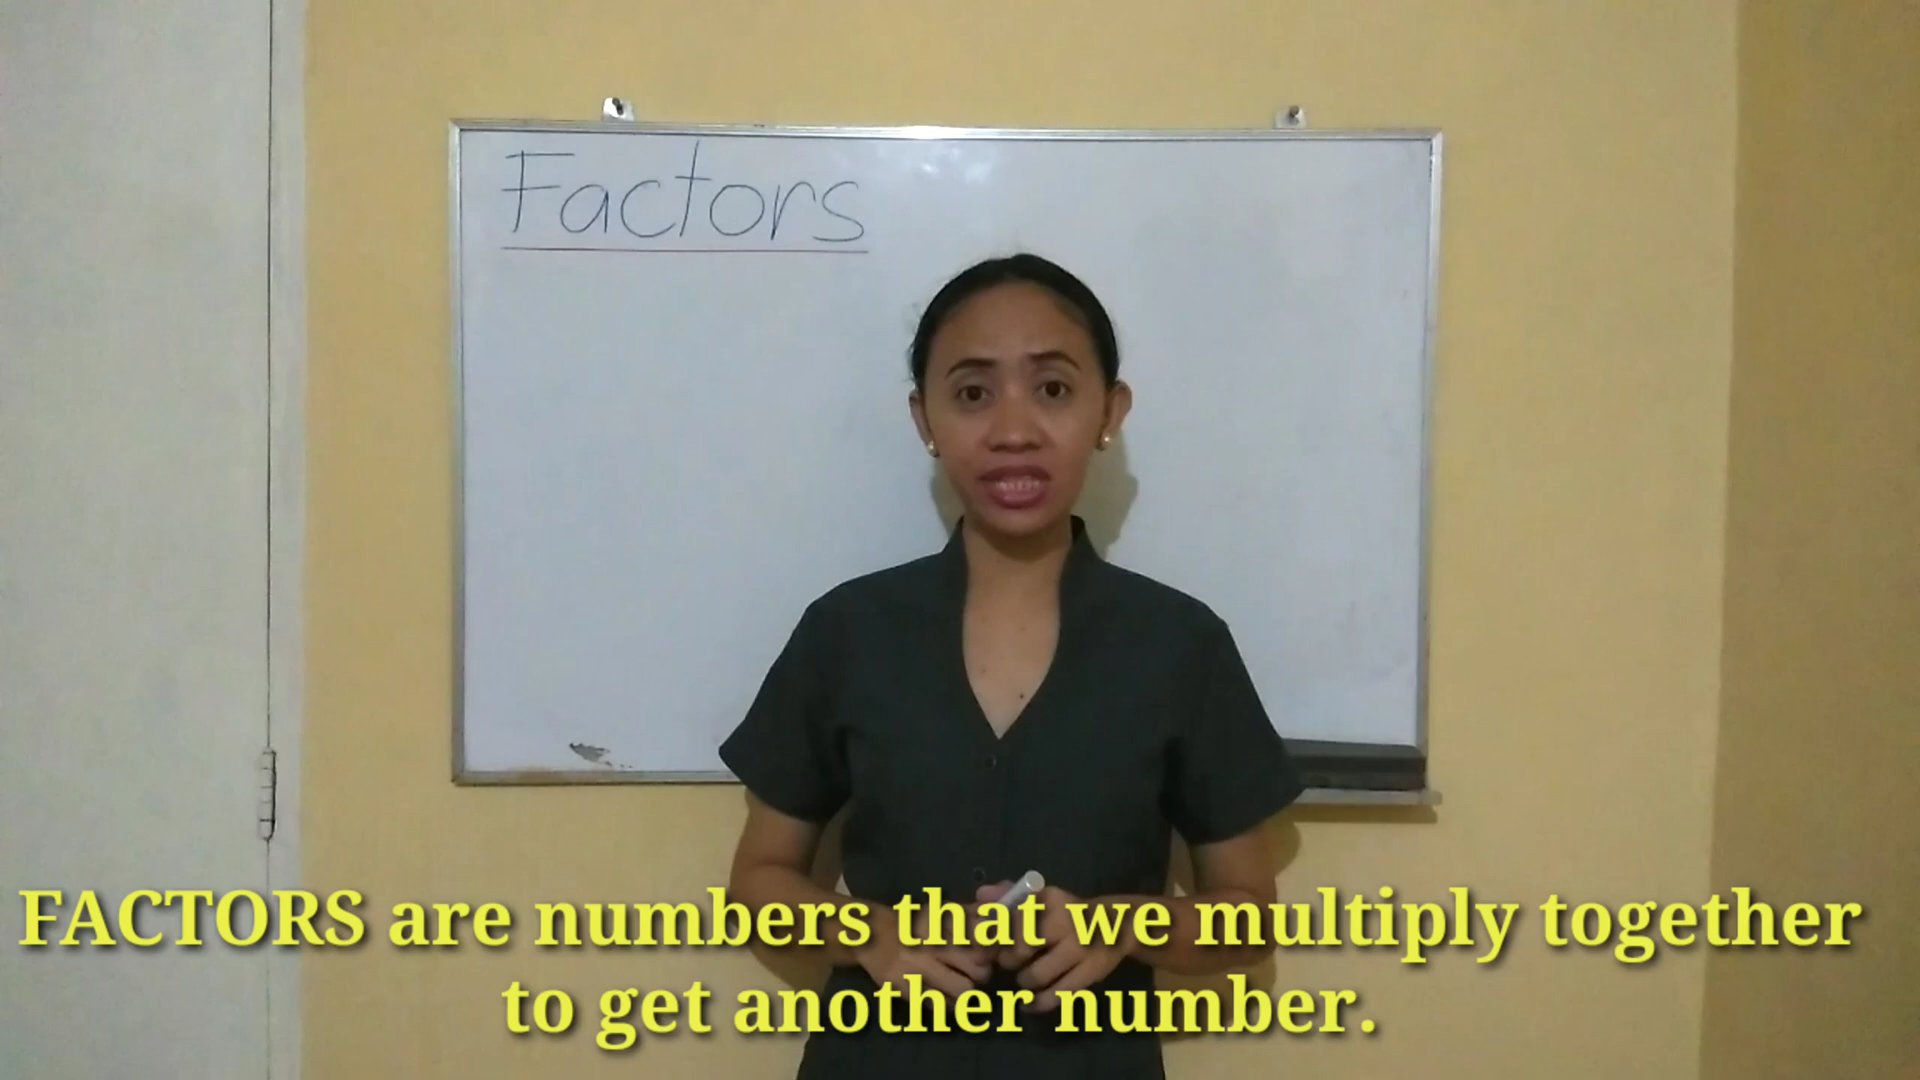 Factors
FACTORS are numbers that we multiply together
to get another number.